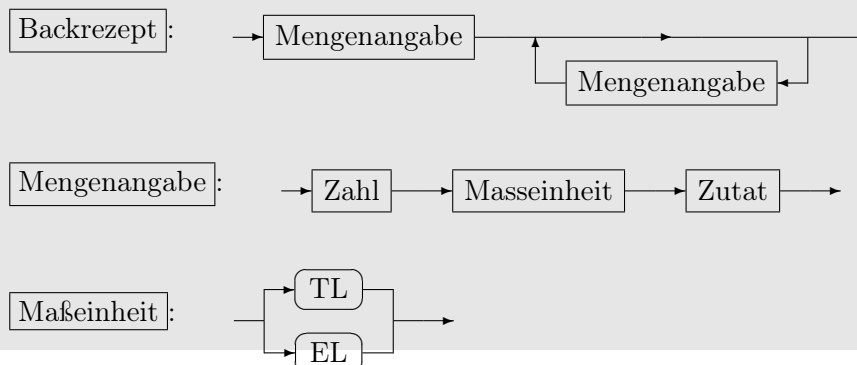 Backrezept: Mengenangabe
Mengenangabe
Mengenangabe: Zahl Masseinheit Zutat
TL
Maßeinheit:
EL